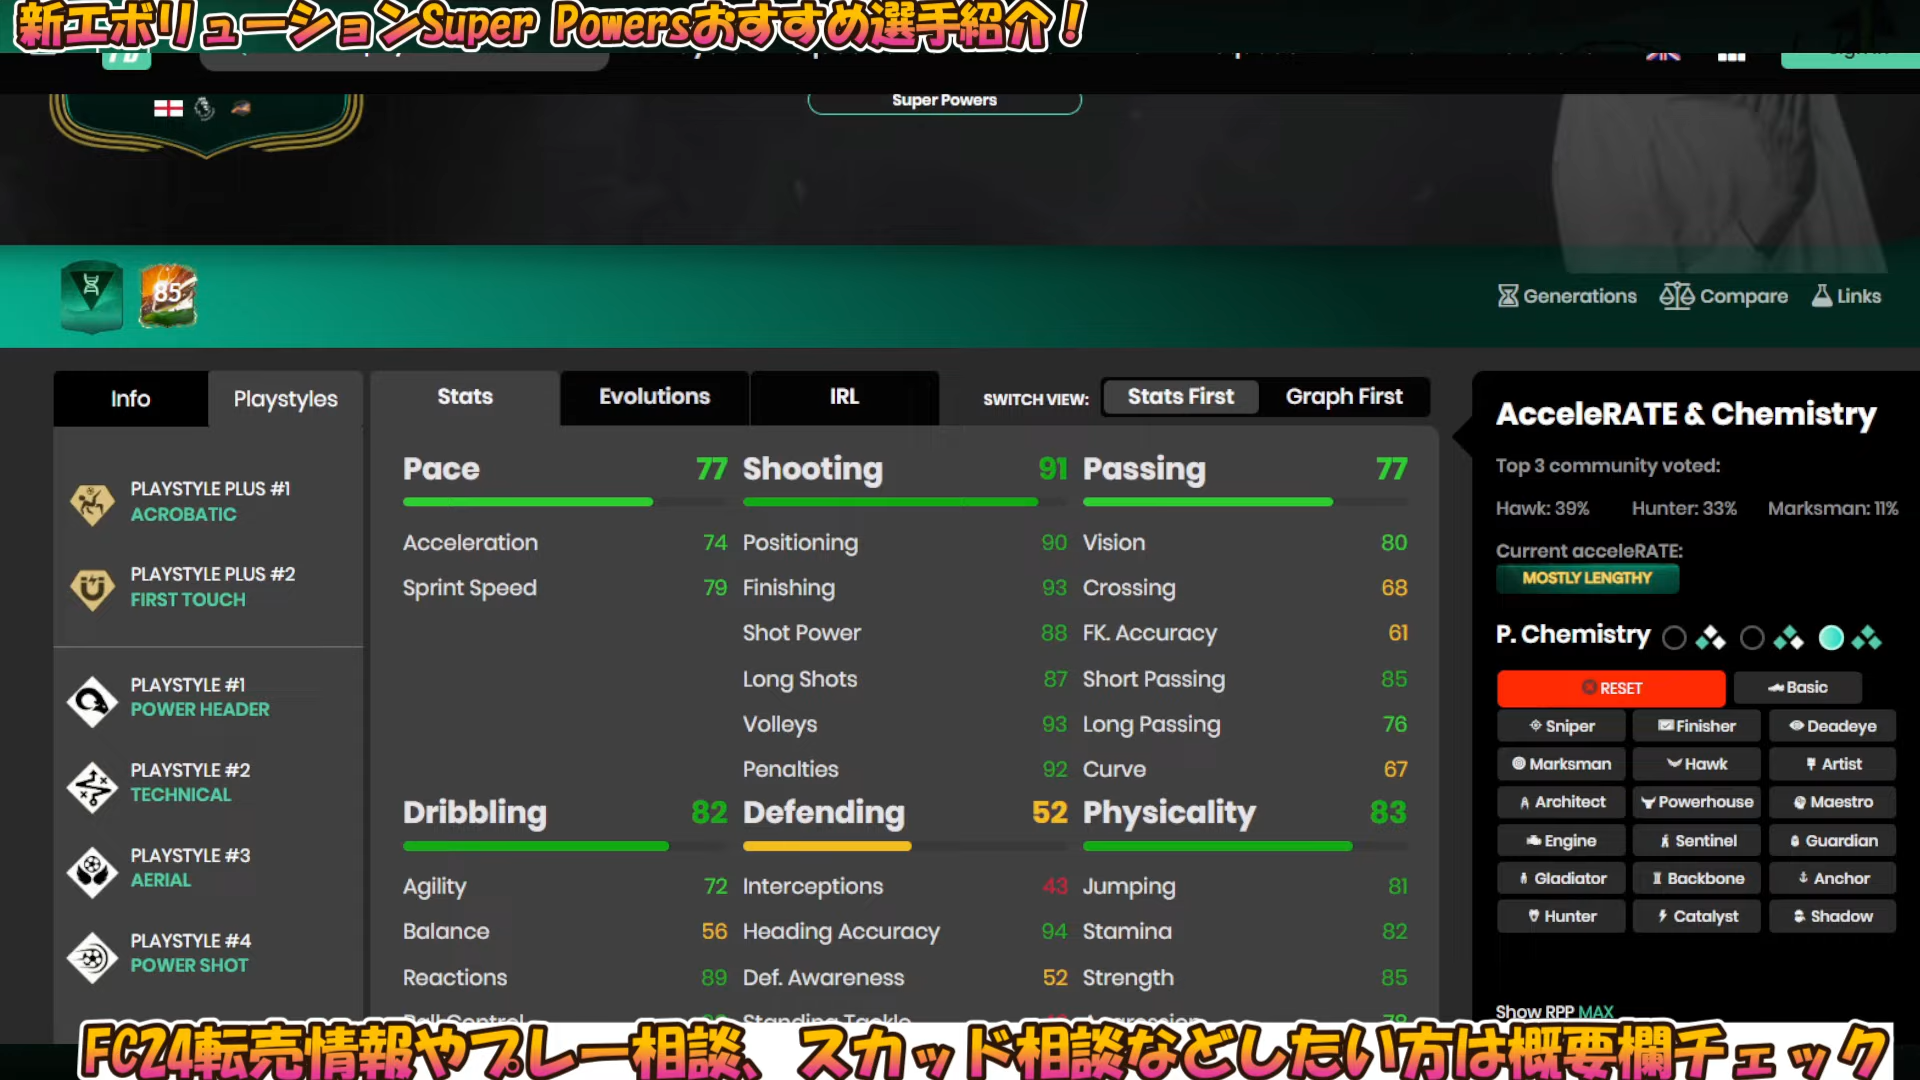 新エボリューションSuper Powersおすすめ選手紹介！
Super Powers
85
Generations
Compare
Links
Info
Playstyles
Stats
Evolutions
IRL
SWITCH VIEW:
Stats First
Graph First
PLAYSTYLE PLUS #1
ACROBATIC
PLAYSTYLE PLUS #2
FIRST TOUCH
PLAYSTYLE #1
POWER HEADER
PLAYSTYLE #2
TECHNICAL
PLAYSTYLE #3
AERIAL
PLAYSTYLE #4
POWER SHOT
Pace 77
Acceleration 74
Sprint Speed 79
Shooting 91
Positioning 90
Finishing 93
Shot Power 88
Long Shots 87
Volleys 93
Penalties 92
Passing 77
Vision 80
Crossing 68
FK. Accuracy 61
Short Passing 85
Long Passing 76
Curve 67
Dribbling 82
Agility 72
Balance 56
Reactions 89
Defending 52
Interceptions 43
Heading Accuracy 94
Def. Awareness 52
Physicality 83
Jumping 81
Stamina 82
Strength 85
AcceleRATE & Chemistry
Top 3 community voted:
Hawk: 39% Hunter: 33% Marksman: 11%
Current acceleRATE:
MOSTLY LENGTHY
P. Chemistry
RESET Basic
Sniper Finisher Deadeye
Marksman Hawk Artist
Architect Powerhouse Maestro
Engine Sentinel Guardian
Gladiator Backbone Anchor
Hunter Catalyst Shadow
Show RPP MAX
FC24転売情報やプレー相談、スカッド相談などしたい方は概要欄チェック